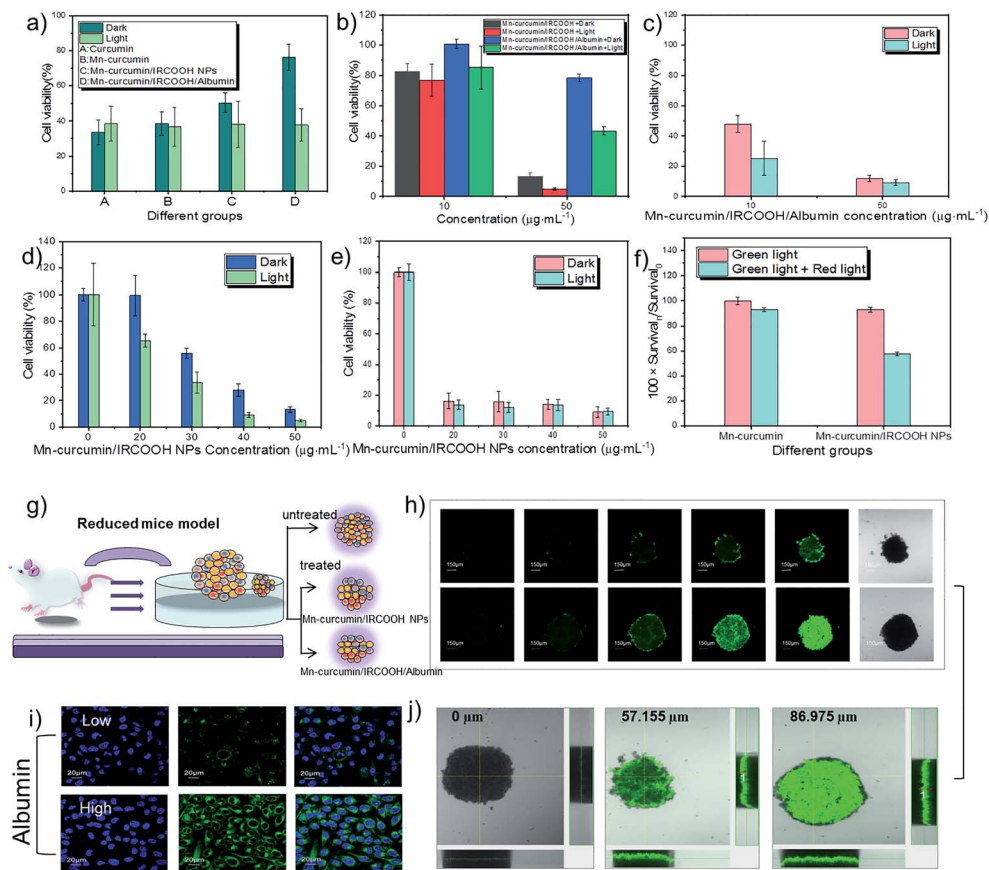 a)
Dark
Light
A:Curcumin
B:Mn-curcumin
C:Mn-curcumin/IRCOOH NPs
D:Mn-curcumin/IRCOOH/Albumin
Cell viability (%)
100
80
60
40
20
0
A
B
C
D
Different groups
b)
Mn-curcumin/IRCOOH+Dark
Mn-curcumin/IRCOOH+Light
Mn-curcumin/IRCOOH/Albumin+Dark
Mn-curcumin/IRCOOH/Albumin+Light
Cell viability (%)
120
100
80
60
40
20
0
10
50
Concentration (μg·mL⁻¹)
c)
Dark
Light
Cell viability (%)
100
80
60
40
20
0
10
50
Mn-curcumin/IRCOOH/Albumin concentration (μg·mL⁻¹)
d)
Dark
Light
Cell viability (%)
140
120
100
80
60
40
20
0
0
20
30
40
50
Mn-curcumin/IRCOOH NPs Concentration (μg·mL⁻¹)
e)
Dark
Light
Cell viability (%)
120
100
80
60
40
20
0
0
20
30
40
50
Mn-curcumin/IRCOOH NPs concentration (μg·mL⁻¹)
f)
Green light
Green light + Red light
100 × Survivalₙ/Survival₀
140
120
100
80
60
40
20
0
Mn-curcumin
Mn-curcumin/IRCOOH NPs
Different groups
g)
Reduced mice model
untreated
treated
Mn-curcumin/IRCOOH NPs
Mn-curcumin/IRCOOH/Albumin
h)
150μm
150μm
150μm
150μm
150μm
150μm
150μm
150μm
150μm
150μm
150μm
150μm
i)
Albumin
Low
20μm
20μm
20μm
High
20μm
20μm
20μm
j)
0 μm
57.155 μm
86.975 μm